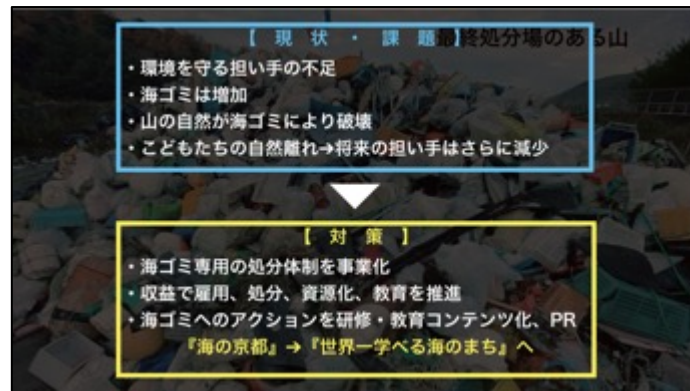 【 現 状 ・ 課 題 】
最終処分場のある山
・環境を守る担い手の不足
・海ゴミは増加
・山の自然が海ゴミにより破壊
・こどもたちの自然離れ→将来の担い手はさらに減少
【 対 策 】
・海ゴミ専用の処分体制を事業化
・収益で雇用、処分、資源化、教育を推進
・海ゴミへのアクションを研修・教育コンテンツ化、PR
『海の京都』→『世界一学べる海のまち』へ